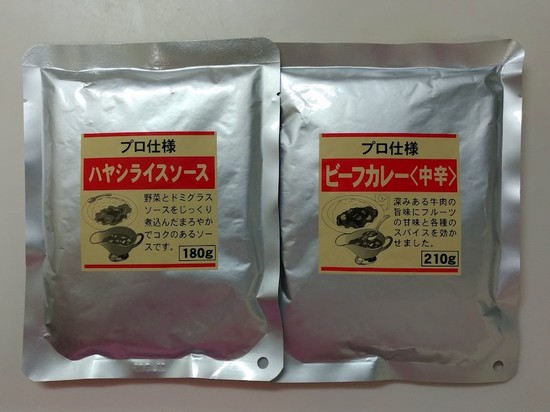 プロ仕様
ハヤシライスソース
野菜とドミグラス
ソースをじっくり
煮込んだまろやか
でコクのあるソー
スです。
180g
プロ仕様
ビーフカレー〈中辛〉
深みある牛肉の
旨味にフルーツ
の甘味と各種の
スパイスを効か
せました。
210g